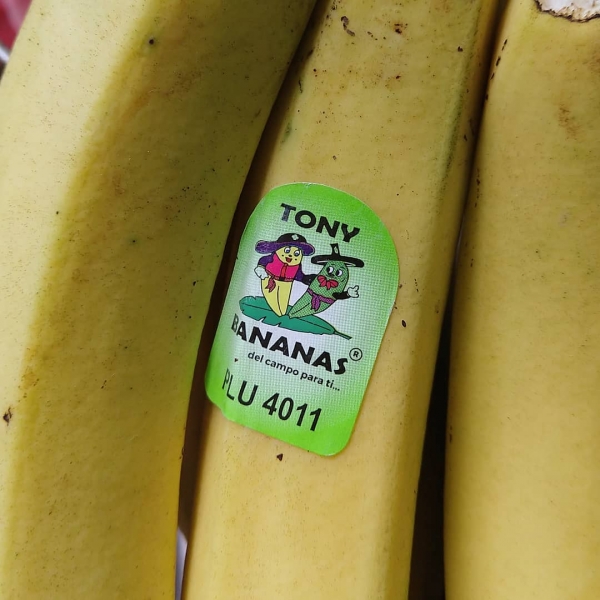 TONY
BANANAS®
del campo para ti...
PLU 4011